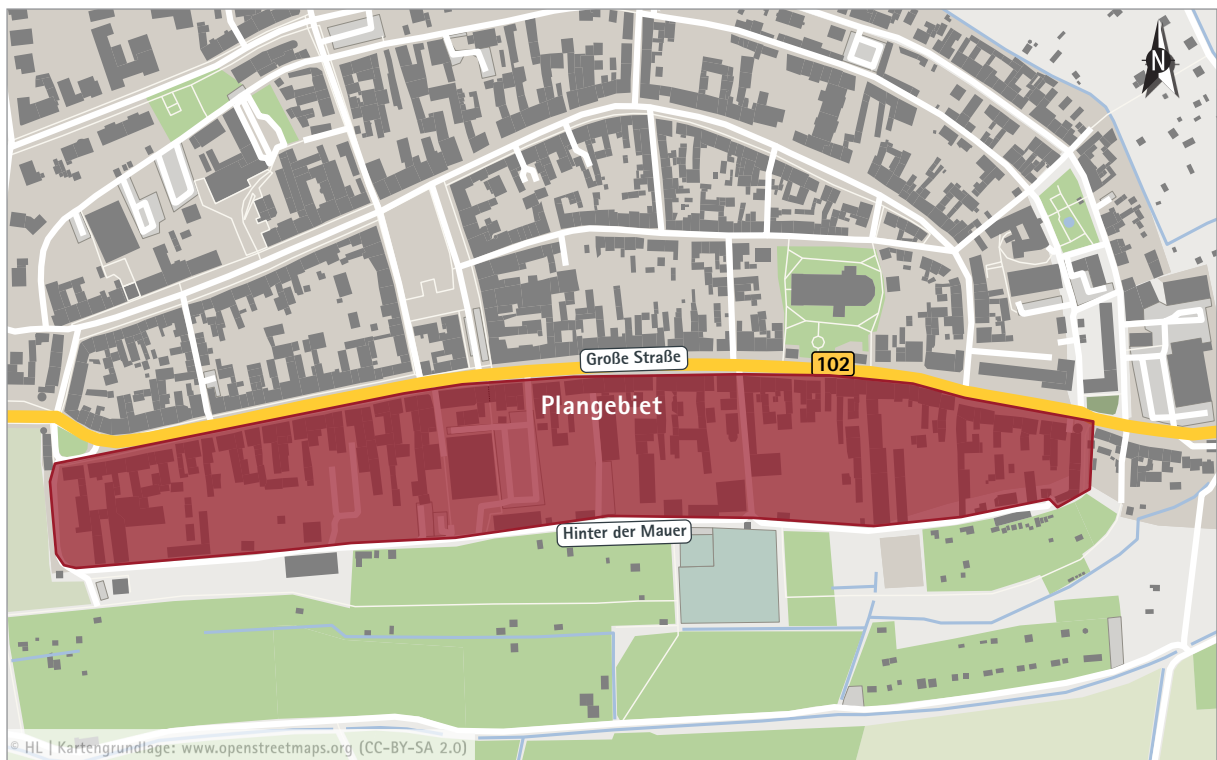 N
Große Straße
102
Plangebiet
Hinter der Mauer
© HL | Kartengrundlage: www.openstreetmaps.org (CC-BY-SA 2.0)